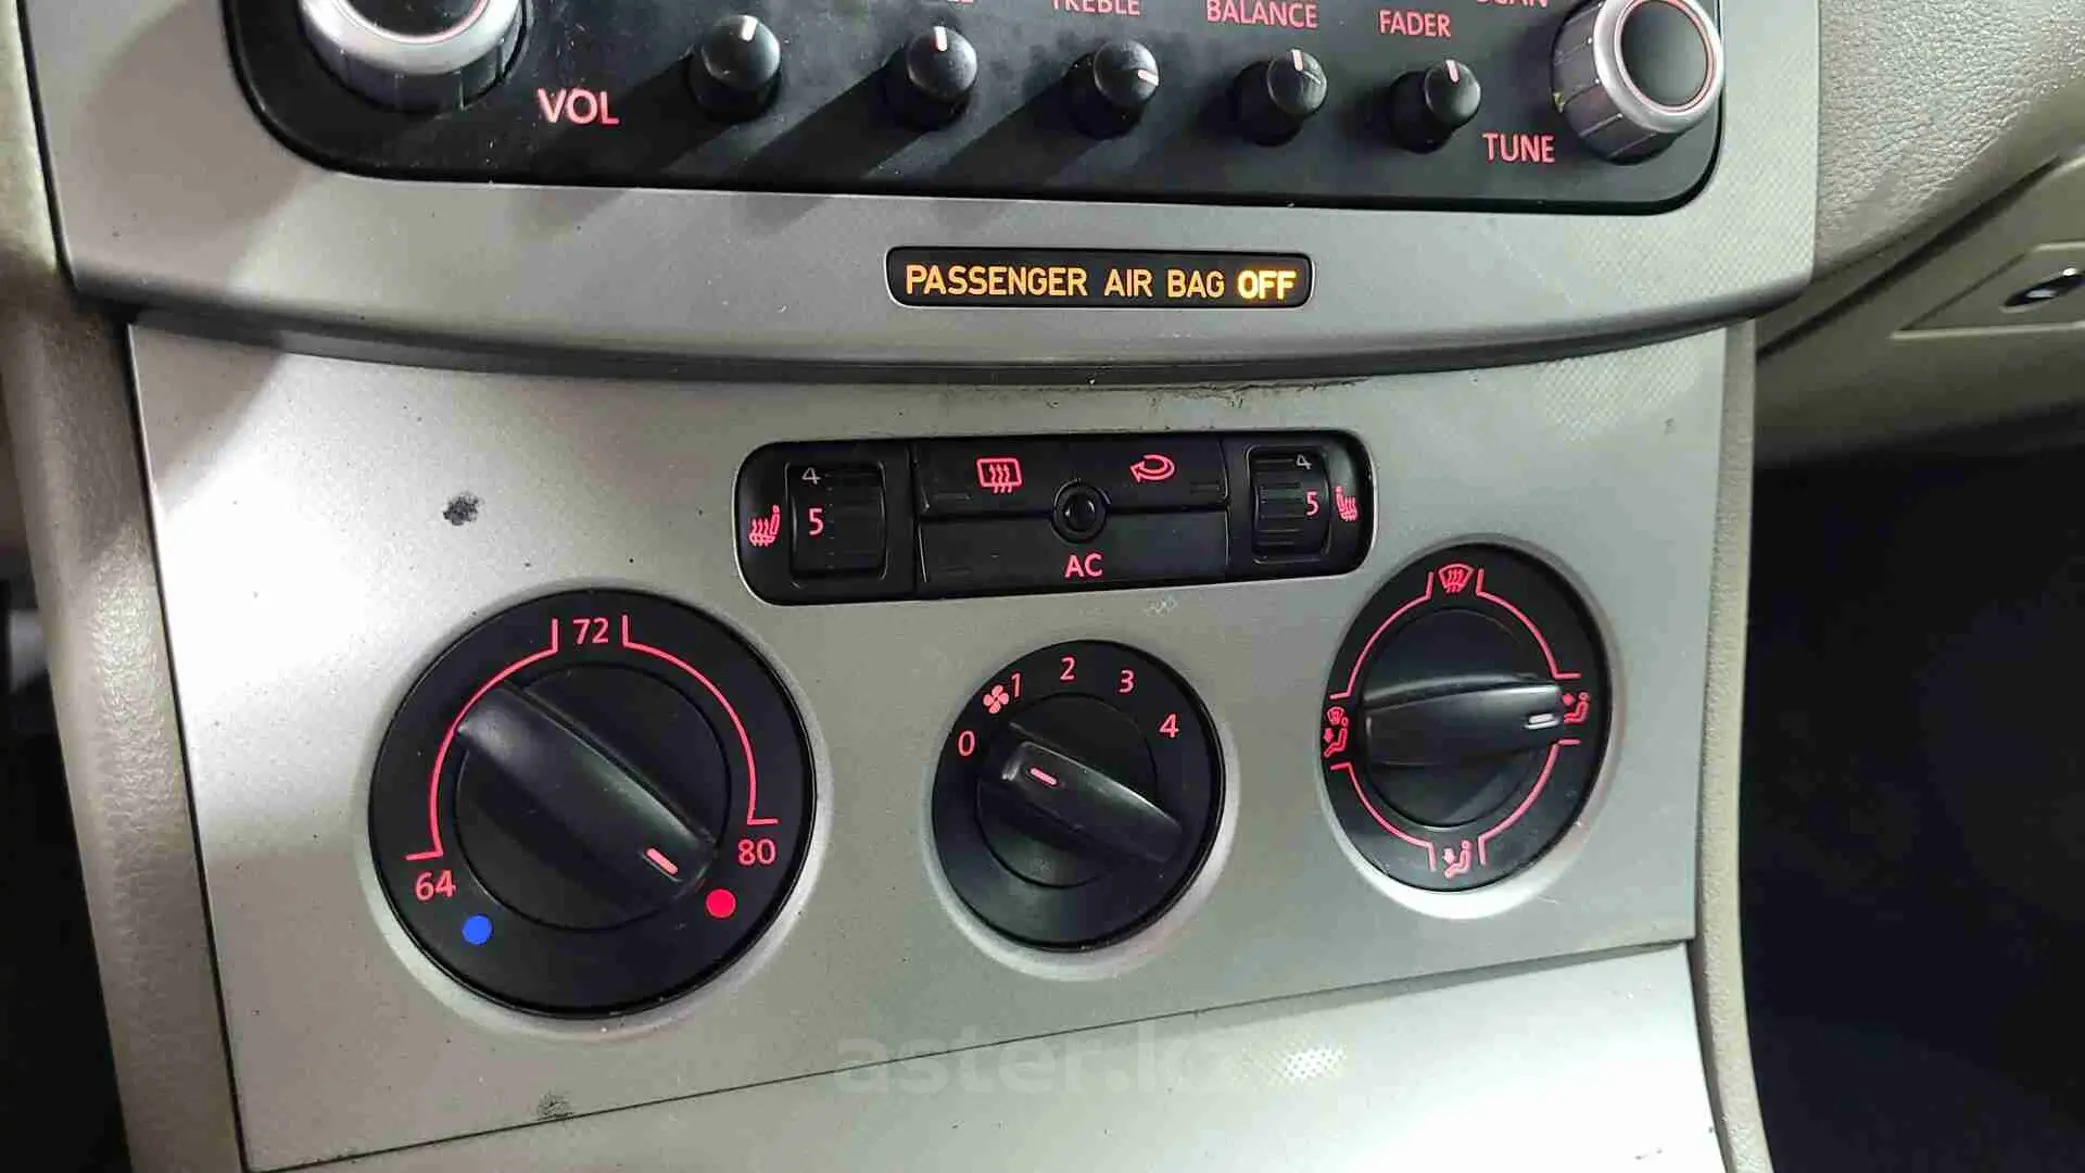 TREBLE
BALANCE
FADER
VOL
TUNE
PASSENGER AIR BAG OFF
4
5
4
5
AC
72
64
80
0
1
2
3
4